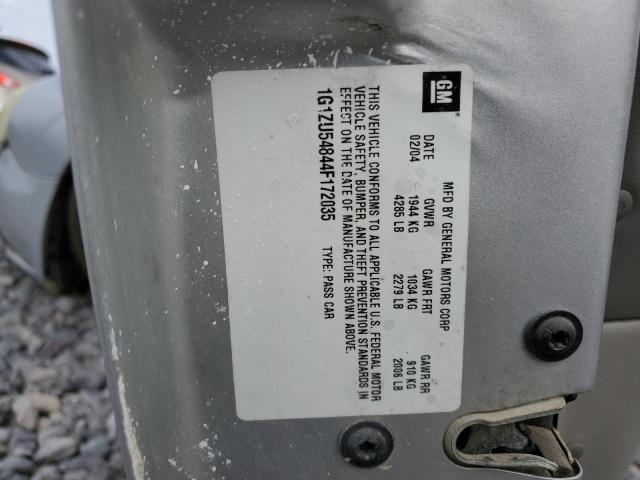 GM
MFD BY GENERAL MOTORS CORP
DATE GVWR GAWR FRT GAWR RR
02/04 1944 KG 1034 KG 910 KG
4285 LB 2279 LB 2006 LB
THIS VEHICLE CONFORMS TO ALL APPLICABLE U.S. FEDERAL MOTOR
VEHICLE SAFETY, BUMPER, AND THEFT PREVENTION STANDARDS IN
EFFECT ON THE DATE OF MANUFACTURE SHOWN ABOVE.
1G1ZU54844F172035 TYPE: PASS CAR